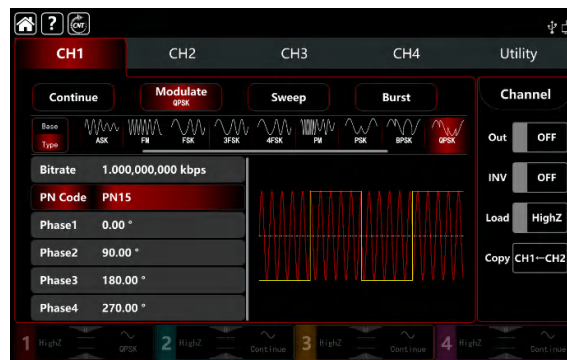 ? CNT
CH1 CH2 CH3 CH4 Utility
Continue Modulate QPSK Sweep Burst Channel
Base Type ASK FM FSK 3FSK 4FSK PM PSK BPSK QPSK
Out OFF
Bitrate 1.000,000,000 kbps
INV OFF
PN Code PN15
Phase1 0.00 °
Load HighZ
Phase2 90.00 °
Copy CH1←CH2
Phase3 180.00 °
Phase4 270.00 °
1 HighZ QPSK 2 HighZ Continue 3 HighZ Continue 4 HighZ Continue